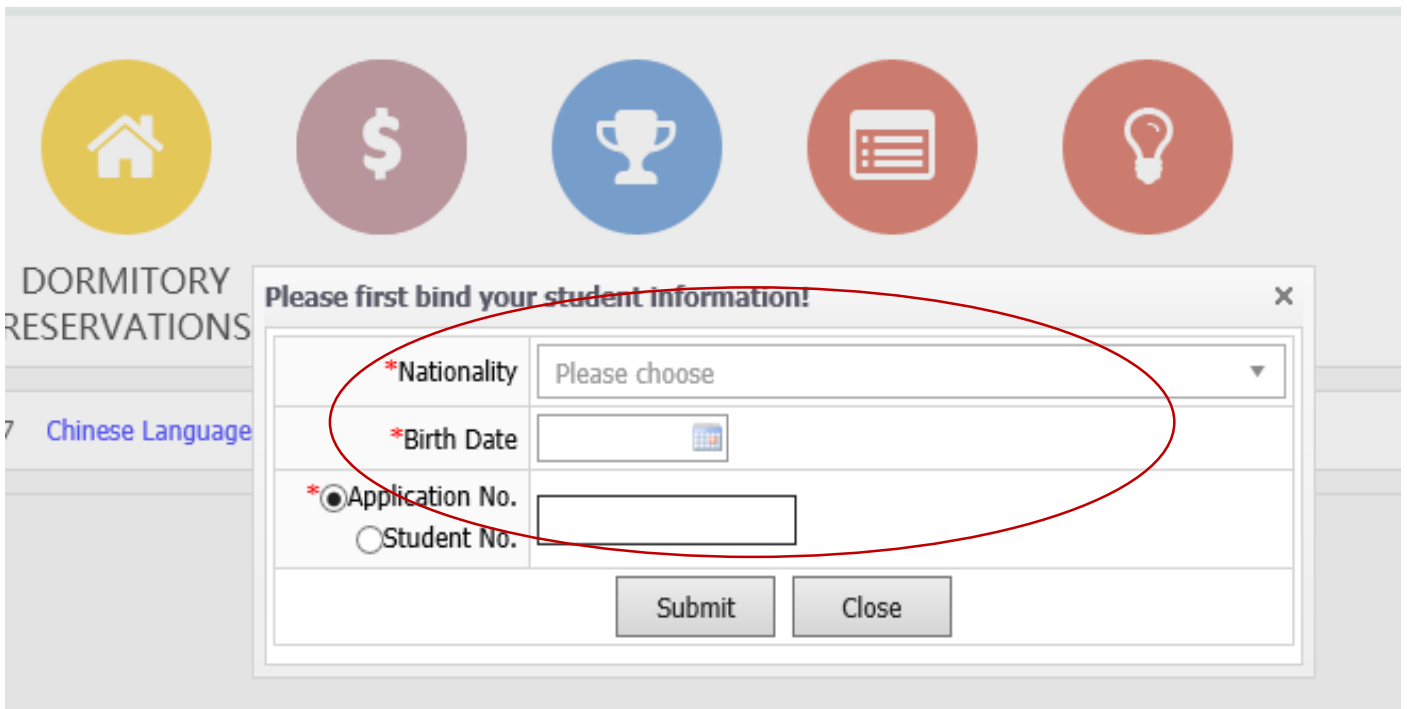 DORMITORY
RESERVATIONS
Please first bind your student information!
*Nationality Please choose
7 Chinese Language
*Birth Date
*Application No.
Student No.
Submit Close